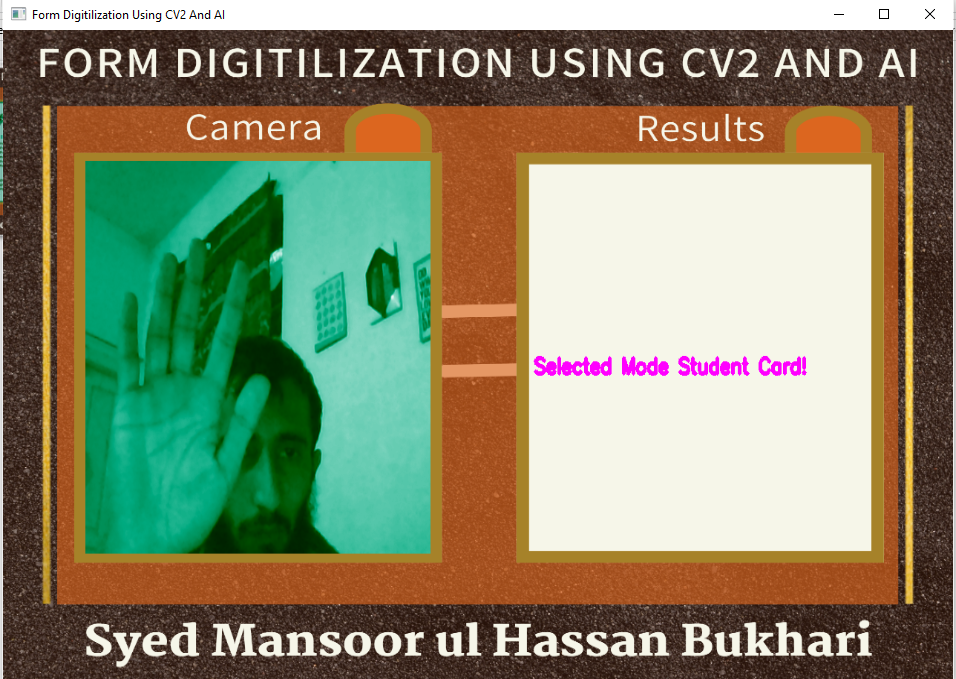 Form Digitilization Using CV2 And AI
FORM DIGITILIZATION USING CV2 AND AI
Camera
Results
Selected Mode Student Card!
Syed Mansoor ul Hassan Bukhari